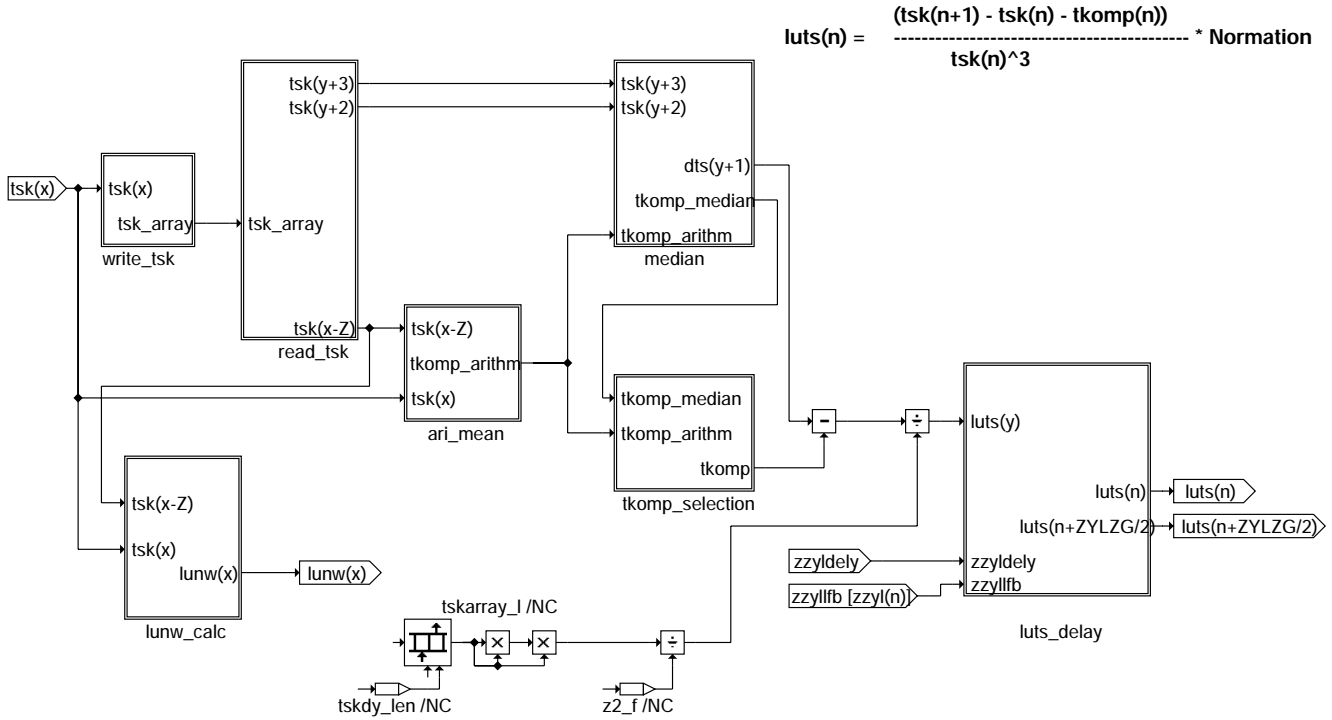 (tsk(n+1) - tsk(n) - tkomp(n))
luts(n) = ------------------------------------------ * Normation
tsk(n)^3
tsk(y+3)
tsk(y+2)
tsk_array
tsk(x-Z)
read_tsk
tsk(y+3)
tsk(y+2)
dts(y+1)
tkomp_median
tkomp_arithm
median
tsk(x)
tsk(x)
tsk_array
write_tsk
tsk(x-Z)
tkomp_arithm
tsk(x)
ari_mean
tkomp_median
tkomp_arithm
tkomp
tkomp_selection
-
÷
luts(y)
luts(n)
luts(n+ZYLZG/2)
zzyldely
zzyllfb
luts_delay
luts(n)
luts(n+ZYLZG/2)
zzyldely
zzyllfb [zzyl(n)]
tsk(x-Z)
tsk(x)
lunw(x)
lunw_calc
lunw(x)
tskarray_l /NC
×
×
÷
tskdy_len /NC
z2_f /NC